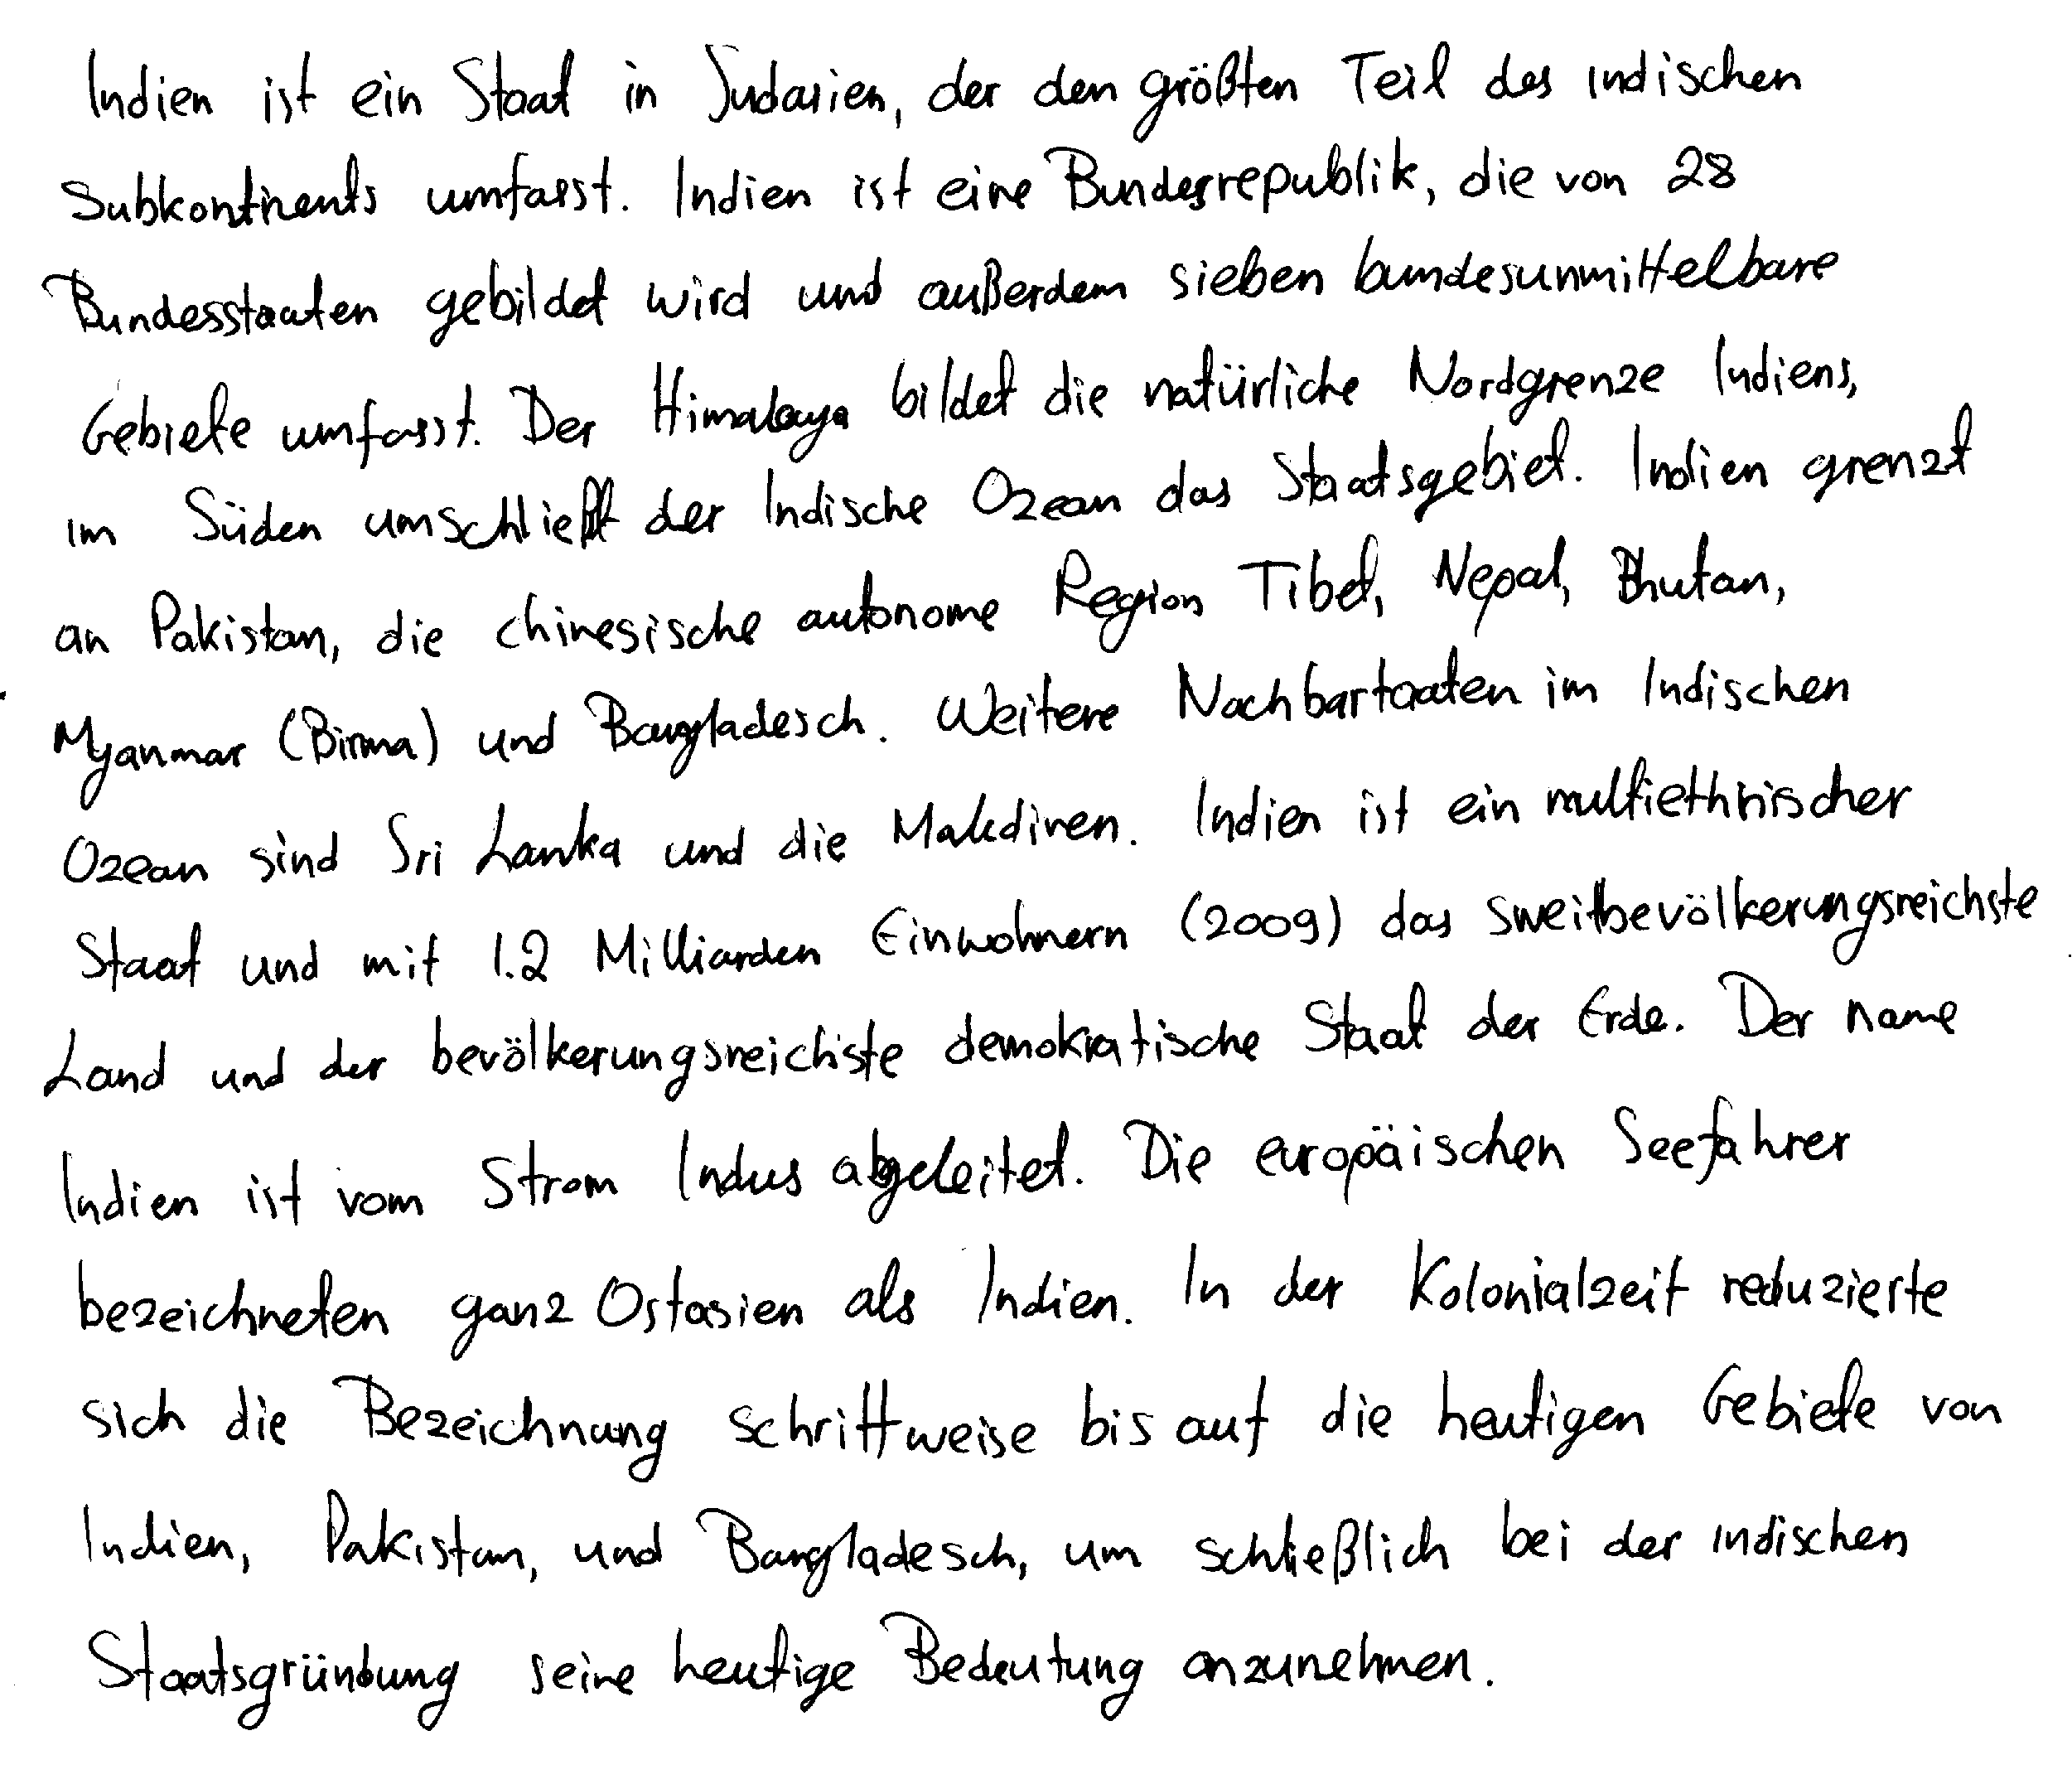 Indien ist ein Staat in Sudasien, der den größten Teil des indischen
Subkontinents umfasst. Indien ist eine Bundesrepublik, die von 28
Bundesstaaten gebildet wird und außerdem sieben bundesunmittelbare
Gebiete umfasst. Der Himalaya bildet die natürliche Nordgrenze Indiens,
im Süden umschließt der Indische Ozean das Staatsgebiet. Indien grenzt
an Pakistan, die chinesische autonome Region Tibet, Nepal, Bhutan,
Myanmar (Birma) und Bangladesch. Weitere Nachbartaaten im Indischen
Ozean sind Sri Lanka und die Malediven. Indien ist ein multiethnischer
Staat und mit 1.2 Milliarden Einwohnern (2009) das sweitbevölkerungsreichste
Land und der bevölkerungsreichste demokratische Staat der Erde. Der name
Indien ist vom Strom Indus abgeleitet. Die europäischen Seefahrer
bezeichneten ganz Ostasien als Indien. In der Kolonialzeit reduzierte
sich die Bezeichnung schrittweise bis auf die heutigen Gebiete von
Indien, Pakistan, und Bangladesch, um schließlich bei der indischen
Staatsgründung seine heutige Bedeutung anzunehmen.